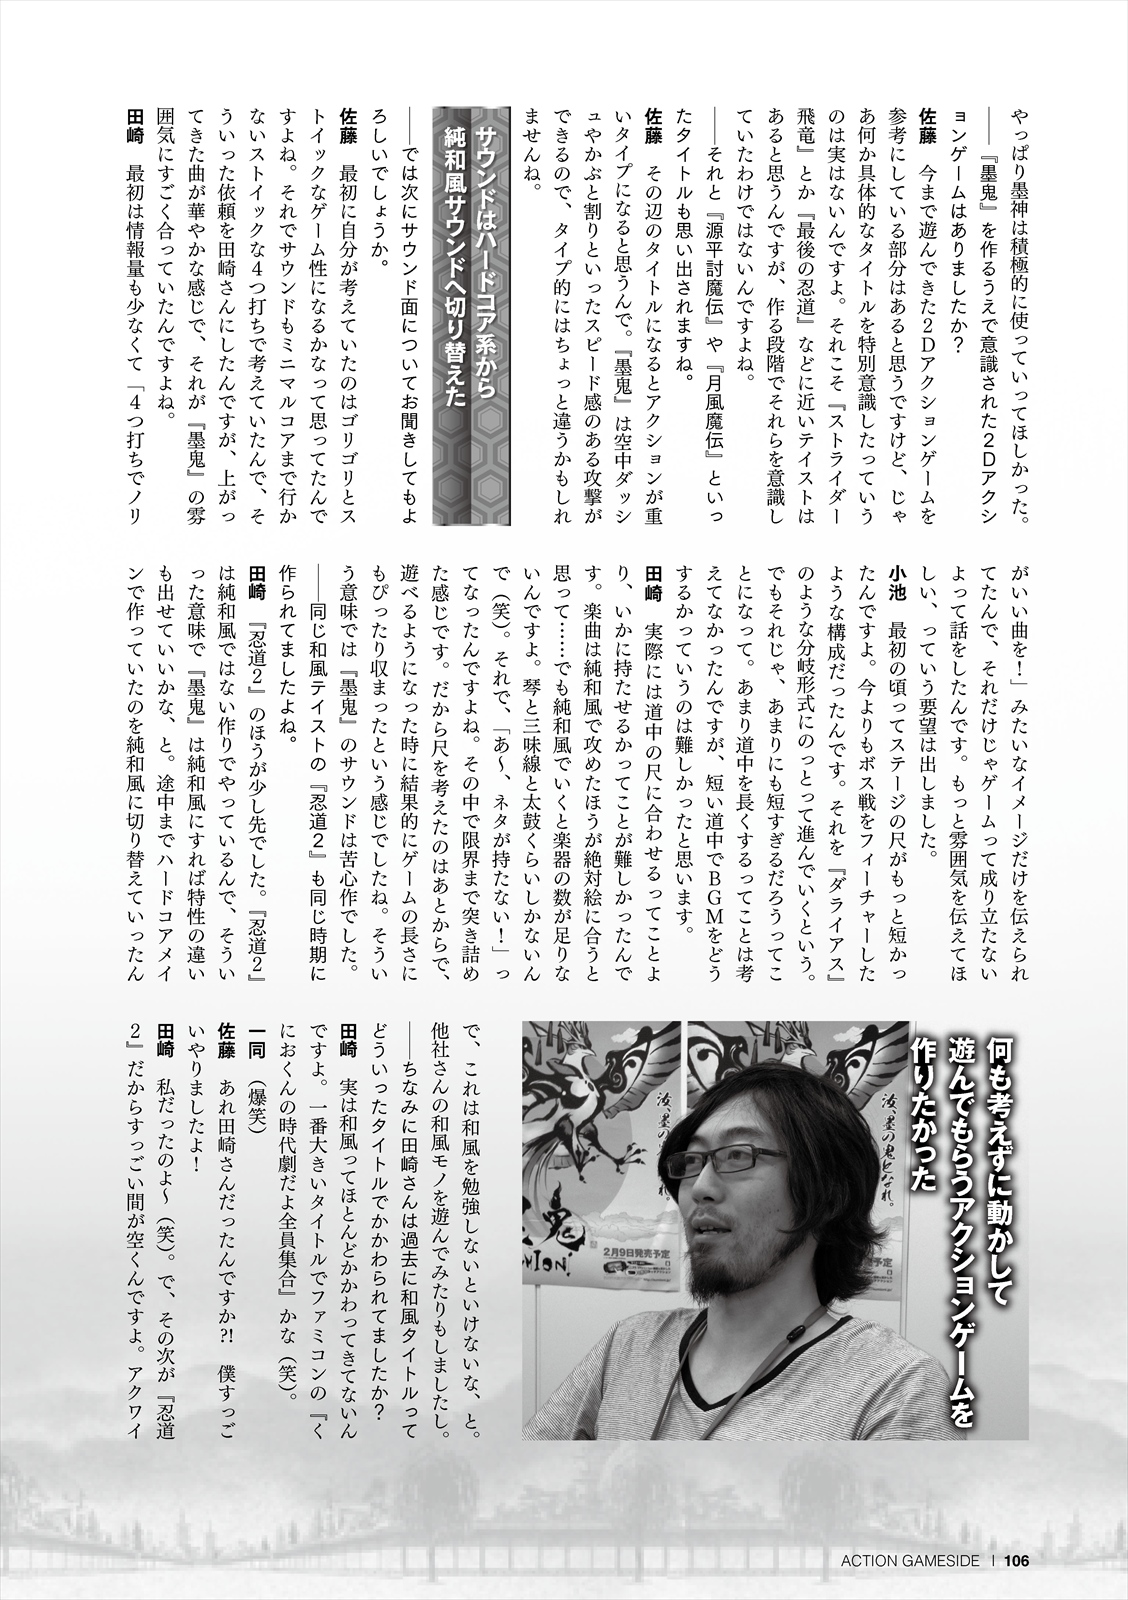 やっぱり墨神は積極的に使っていってほしかった。
――『墨鬼』を作るうえで意識された２Ｄアクシ
ョンゲームはありましたか？
佐藤　今まで遊んできた２Ｄアクションゲームを
参考にしている部分はあると思うですけど、じゃ
あ何か具体的なタイトルを特別意識したっていう
のは実はないんですよ。それこそ『ストライダー
飛竜』とか『最後の忍道』などに近いテイストは
あると思うんですが、作る段階でそれらを意識し
ていたわけではないんですよね。
――それと『源平討魔伝』や『月風魔伝』といっ
たタイトルも思い出されますね。
佐藤　その辺のタイトルになるとアクションが重
いタイプになると思うんで。『墨鬼』は空中ダッシ
ュやかぶと割りといったスピード感のある攻撃が
できるので、タイプ的にはちょっと違うかもしれ
ませんね。
サウンドはハードコア系から
純和風サウンドへ切り替えた
――では次にサウンド面についてお聞きしてもよ
ろしいでしょうか。
佐藤　最初に自分が考えていたのはゴリゴリとス
トイックなゲーム性になるかなって思ってたんで
すよね。それでサウンドもミニマルコアまで行か
ないストイックな４つ打ちで考えていたんで、そ
ういった依頼を田崎さんにしたんですが、上がっ
てきた曲が華やかな感じで、それが『墨鬼』の雰
囲気にすごく合っていたんですよね。
田崎　最初は情報量も少なくて「４つ打ちでノリ
がいい曲を！」みたいなイメージだけを伝えられ
てたんで、それだけじゃゲームって成り立たない
よって話をしたんです。もっと雰囲気を伝えてほ
しい、っていう要望は出しました。
小池　最初の頃ってステージの尺がもっと短かっ
たんですよ。今よりもボス戦をフィーチャーした
ような構成だったんです。それを『ダライアス』
のような分岐形式にのっとって進んでいくという。
でもそれじゃ、あまりにも短すぎるだろうってこ
とになって。あまり道中を長くするってことは考
えてなかったんですが、短い道中でＢＧＭをどう
するかっていうのは難しかったと思います。
田崎　実際には道中の尺に合わせるってことよ
り、いかに持たせるかってことが難しかったんで
す。楽曲は純和風で攻めたほうが絶対絵に合うと
思って……でも純和風でいくと楽器の数が足りな
いんですよ。琴と三味線と太鼓くらいしかないん
で（笑）。それで、「あ～、ネタが持たない！」っ
てなったんですよね。その中で限界まで突き詰め
た感じです。だから尺を考えたのはあとからで、
遊べるようになった時に結果的にゲームの長さに
もぴったり収まったという感じでしたね。そうい
う意味では『墨鬼』のサウンドは苦心作でした。
――同じ和風テイストの『忍道２』も同じ時期に
作られてましたよね。
田崎　『忍道２』のほうが少し先でした。『忍道２』
は純和風ではない作りでやっているんで、そうい
った意味で『墨鬼』は純和風にすれば特性の違い
も出せていいかな、と。途中までハードコアメイ
ンで作っていたのを純和風に切り替えていったん
何も考えずに動かして
遊んでもらうアクションゲームを
作りたかった
汝、墨の鬼となれ。
汝、墨の鬼となれ。
2月9日発売予定
で、これは和風を勉強しないといけないな、と。
他社さんの和風モノを遊んでみたりもしましたし。
――ちなみに田崎さんは過去に和風タイトルって
どういったタイトルでかかわられてましたか？
田崎　実は和風ってほとんどかかわってきてないん
ですよ。一番大きいタイトルでファミコンの『く
におくんの時代劇だよ全員集合』かな（笑）。
一同　（爆笑）
佐藤　あれ田崎さんだったんですか⁈　僕すっご
いやりましたよ！
田崎　私だったのよ～（笑）。で、その次が『忍道
２』だからすっごい間が空くんですよ。アクワイ
ACTION GAMESIDE | 106